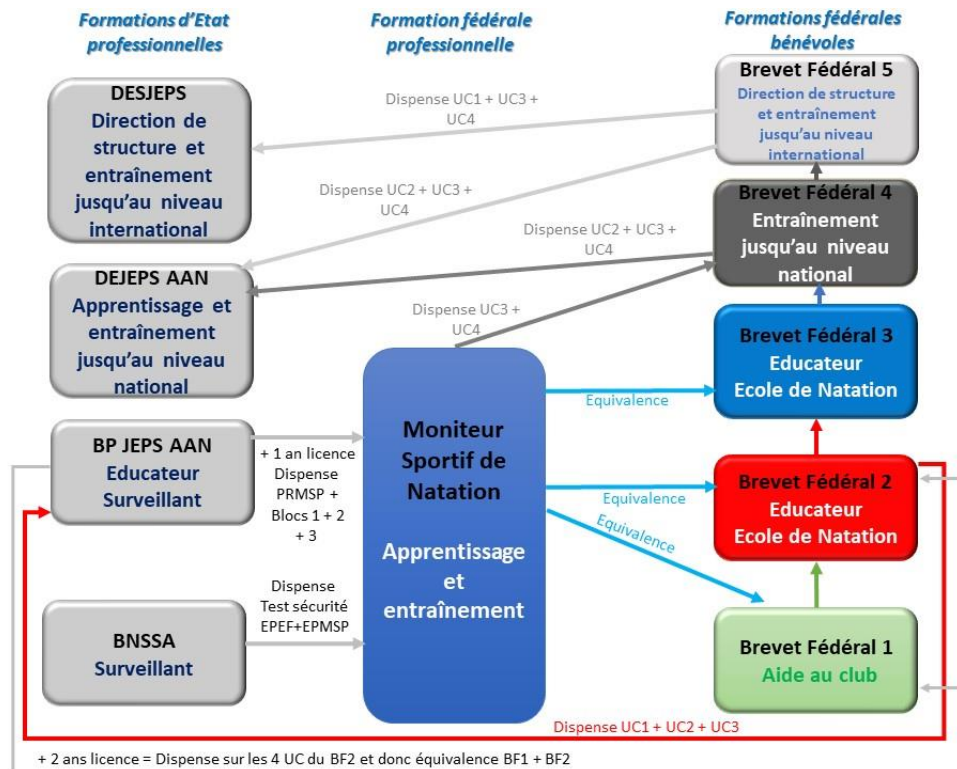 Formations d'Etat
professionnelles
Formation fédérale
professionnelle
Formations fédérales
bénévoles
DESJEPS
Direction de
structure et
entraînement
jusqu'au niveau
international
DEJEPS AAN
Apprentissage et
entraînement
jusqu'au niveau
national
BP JEPS AAN
Educateur
Surveillant
BNSSA
Surveillant
Dispense UC1 + UC3 +
UC4
Dispense UC2 + UC3 +
UC4
Dispense UC2 + UC3 +
UC4
Dispense UC3 +
UC4
+ 1 an licence
Dispense
PRMSP +
Blocs 1 + 2
+ 3
Dispense
Test sécurité
EPEF+EPMSP
Moniteur
Sportif de
Natation
Apprentissage
et
entraînement
Equivalence
Equivalence
Equivalence
Brevet Fédéral 5
Direction de structure
et entraînement
jusqu'au niveau
international
Brevet Fédéral 4
Entraînement
jusqu'au niveau
national
Brevet Fédéral 3
Educateur
Ecole de Natation
Brevet Fédéral 2
Educateur
Ecole de Natation
Brevet Fédéral 1
Aide au club
Dispense UC1 + UC2 + UC3
+ 2 ans licence = Dispense sur les 4 UC du BF2 et donc équivalence BF1 + BF2